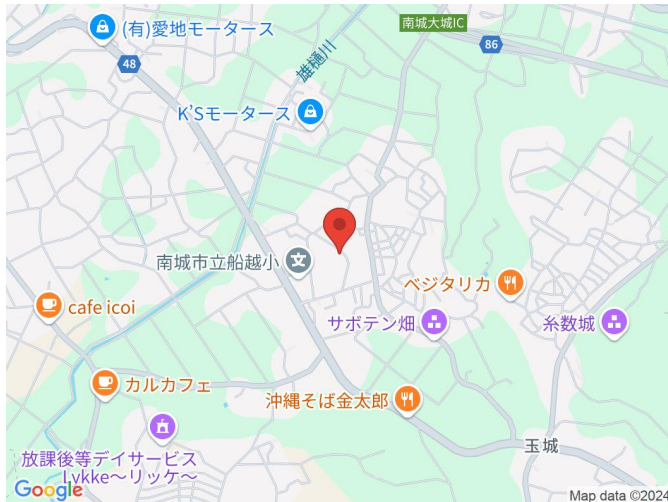 (有)愛地モータース
南城大城IC
86
48
雄樋川
K'Sモータース
南城市立船越小
文
ベジタリカ
cafe icoi
サボテン畑
糸数城
カルカフェ
沖縄そば金太郎
玉城
放課後等デイサービス
Lykke〜リッケ〜
Google
Map data ©2024